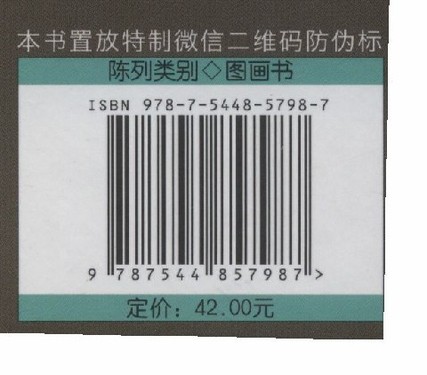 本书置放特制微信二维码防伪标
陈列类别◇图画书
ISBN 978-7-5448-5798-7
9 787544 857987 >
定价：42.00元